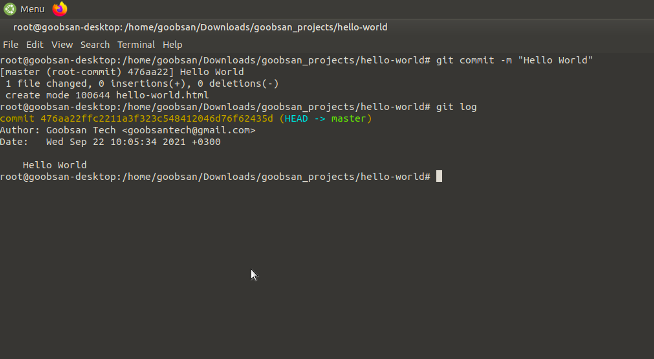 Menu
root@goobsan-desktop: /home/goobsan/Downloads/goobsan_projects/hello-world
File Edit View Search Terminal Help
root@goobsan-desktop:/home/goobsan/Downloads/goobsan_projects/hello-world# git commit -m "Hello World"
[master (root-commit) 476aa22] Hello World
 1 file changed, 0 insertions(+), 0 deletions(-)
 create mode 100644 hello-world.html
root@goobsan-desktop:/home/goobsan/Downloads/goobsan_projects/hello-world# git log
commit 476aa22ffc2211a3f323c548412046d76f62435d (HEAD -> master)
Author: Goobsan Tech <goobsantech@gmail.com>
Date:   Wed Sep 22 10:05:34 2021 +0300
    Hello World
root@goobsan-desktop:/home/goobsan/Downloads/goobsan_projects/hello-world#